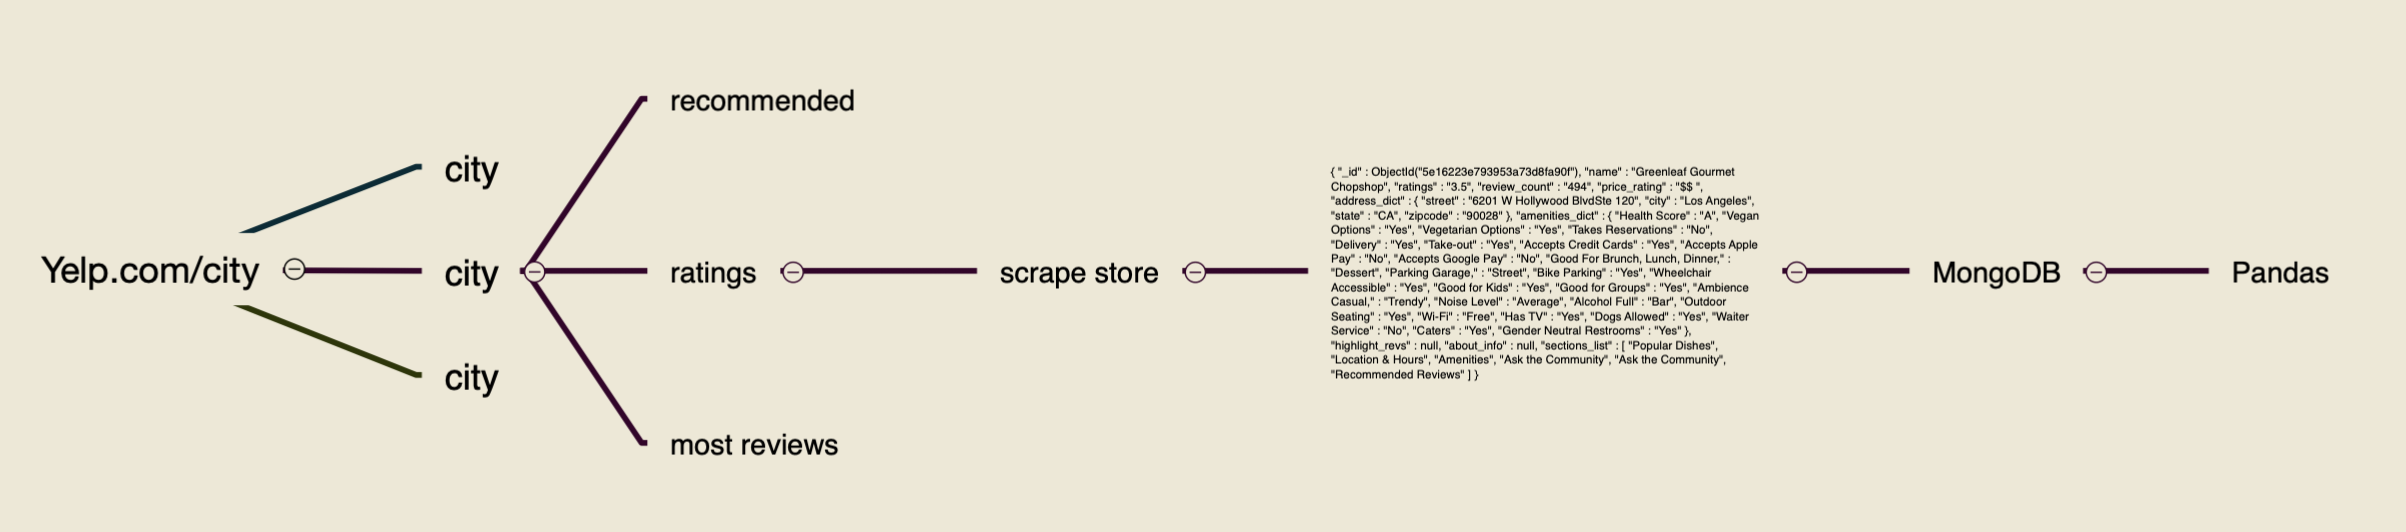 recommended
city
Yelp.com/city
city
ratings
scrape store
{ "_id" : ObjectId("5e16223e793953a73d8fa90f"), "name" : "Greenleaf Gourmet
Chopshop", "ratings" : "3.5", "review_count" : "494", "price_rating" : "$$ ",
"address_dict" : { "street" : "6201 W Hollywood BlvdSte 120", "city" : "Los Angeles",
"state" : "CA", "zipcode" : "90028" }, "amenities_dict" : { "Health Score" : "A", "Vegan
Options" : "Yes", "Vegetarian Options" : "Yes", "Takes Reservations" : "No",
"Delivery" : "Yes", "Take-out" : "Yes", "Accepts Credit Cards" : "Yes", "Accepts Apple
Pay" : "No", "Accepts Google Pay" : "No", "Good For Brunch, Lunch, Dinner," :
"Dessert", "Parking Garage," : "Street", "Bike Parking" : "Yes", "Wheelchair
Accessible" : "Yes", "Good for Kids" : "Yes", "Good for Groups" : "Yes", "Ambience
Casual," : "Trendy", "Noise Level" : "Average", "Alcohol Full" : "Bar", "Outdoor
Seating" : "Yes", "Wi-Fi" : "Free", "Has TV" : "Yes", "Dogs Allowed" : "Yes", "Waiter
Service" : "No", "Caters" : "Yes", "Gender Neutral Restrooms" : "Yes" },
"highlight_revs" : null, "about_info" : null, "sections_list" : [ "Popular Dishes",
"Location & Hours", "Amenities", "Ask the Community", "Ask the Community",
"Recommended Reviews" ] }
MongoDB
Pandas
city
most reviews